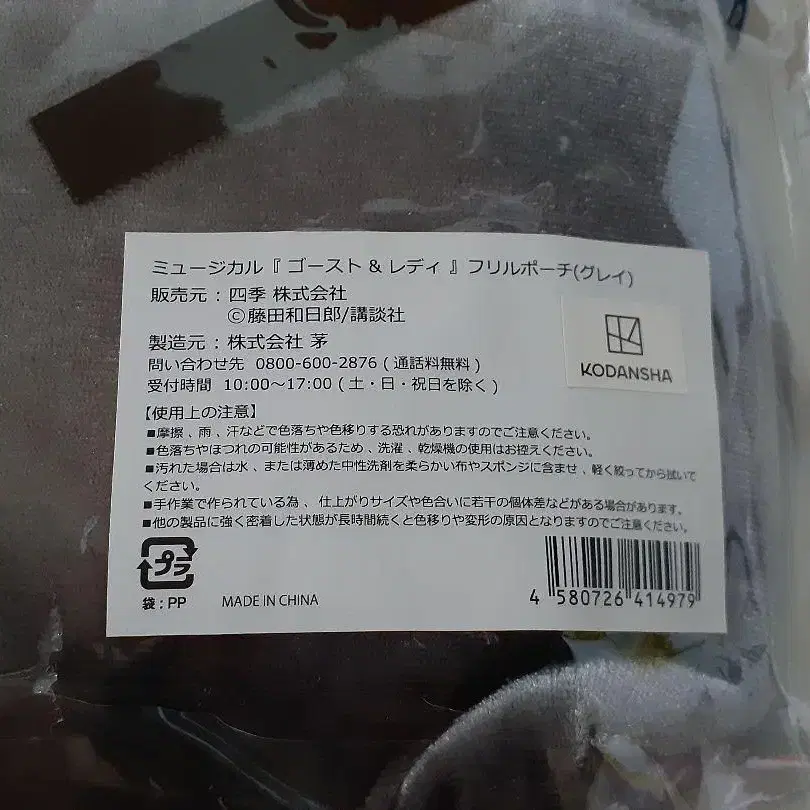 ミュージカル『 ゴースト & レディ 』フリルポーチ(グレイ)
販売元 : 四季 株式会社
©藤田和日郎/講談社
製造元 : 株式会社 茅
問い合わせ先 0800-600-2876 ( 通話料無料 )
受付時間 10:00～17:00 ( 土・日・祝日を除く )
KODANSHA
【使用上の注意】
■摩擦 、雨 、汗などで色落ちや色移りする恐れがありますのでご注意ください。
■色落ちやほつれの可能性があるため 、洗濯 、乾燥機の使用はお控えください。
■汚れた場合は水 、または薄めた中性洗剤を柔らかい布やスポンジに含ませ 、軽く絞ってから拭いて
ください。
■手作業で作られている為 、仕上がりサイズや色合いに若干の個体差などがある場合があります。
■他の製品に強く密着した状態が長時間続くと色移りや変形の原因となりますのでご注意ください。
プラ
袋 : PP MADE IN CHINA
4 580726 414979